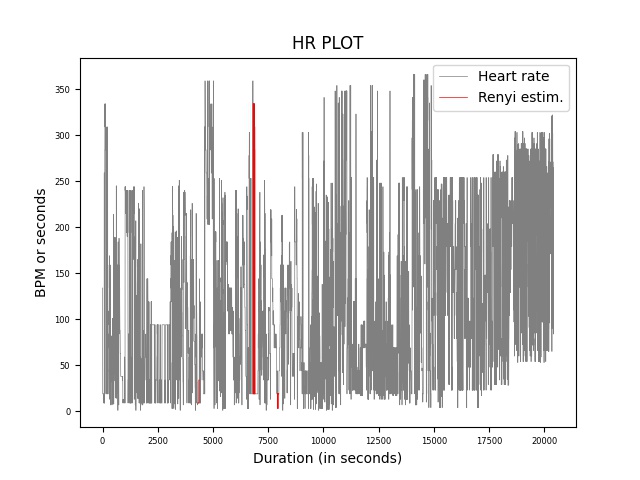 HR PLOT
Heart rate
Renyi estim.
350
300
250
200
150
100
50
0
BPM or seconds
0 2500 5000 7500 10000 12500 15000 17500 20000
Duration (in seconds)